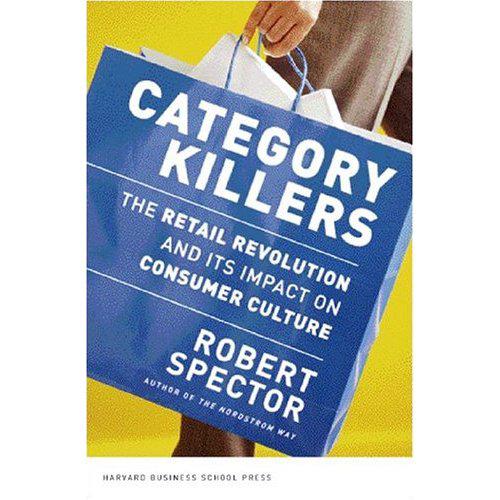 CATEGORY
KILLERS
THE RETAIL REVOLUTION
AND ITS IMPACT ON
CONSUMER CULTURE
ROBERT
SPECTOR
AUTHOR OF THE NORDSTROM WAY
HARVARD BUSINESS SCHOOL PRESS